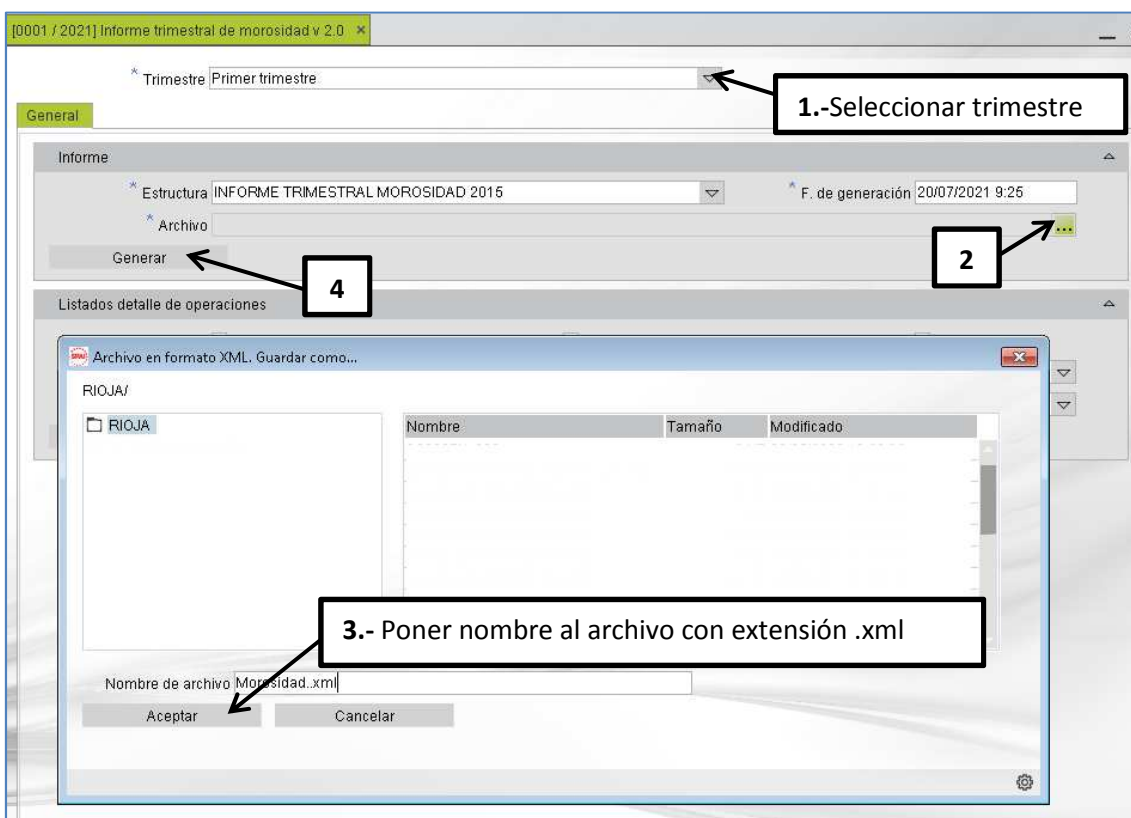 [0001 / 2021] Informe trimestral de morosidad v 2.0 ×
* Trimestre Primer trimestre
1.-Seleccionar trimestre
General
Informe
* Estructura INFORME TRIMESTRAL MOROSIDAD 2015 * F. de generación 20/07/2021 9:25
* Archivo ...
Generar
2
4
Listados detalle de operaciones
Archivo en formato XML. Guardar como...
RIOJA/
RIOJA
Nombre Tamaño Modificado
3.- Poner nombre al archivo con extensión .xml
Nombre de archivo Morosidad..xml
Aceptar Cancelar